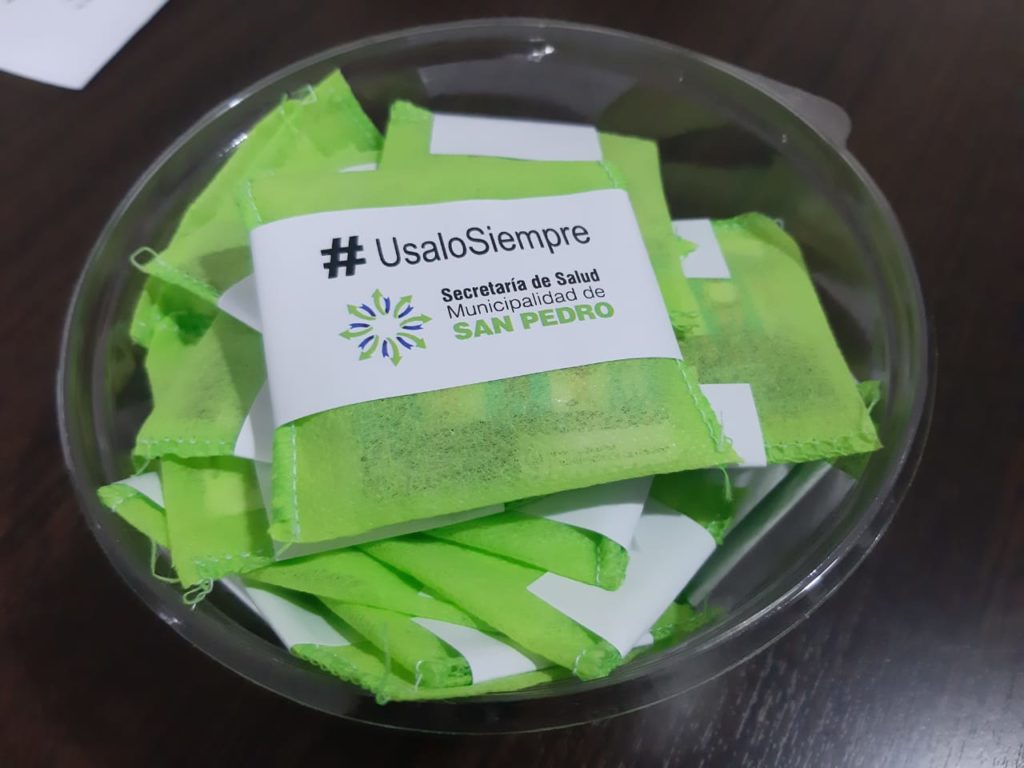 # UsaloSiempre
Secretaría de Salud
Municipalidad de
SAN PEDRO